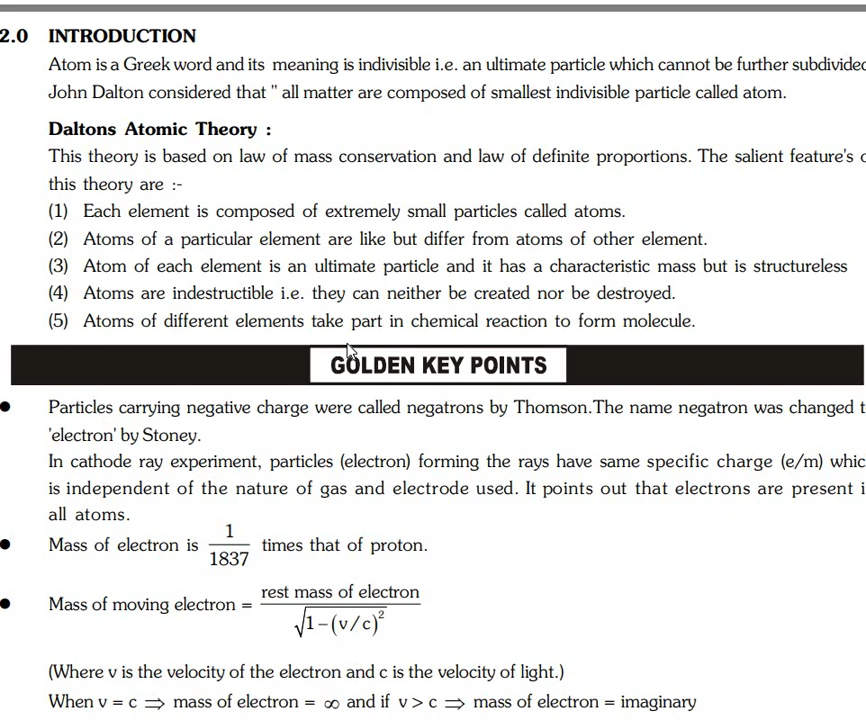 2.0 INTRODUCTION
Atom is a Greek word and its meaning is indivisible i.e. an ultimate particle which cannot be further subdivided
John Dalton considered that " all matter are composed of smallest indivisible particle called atom.
Daltons Atomic Theory :
This theory is based on law of mass conservation and law of definite proportions. The salient feature's o
this theory are :-
(1) Each element is composed of extremely small particles called atoms.
(2) Atoms of a particular element are like but differ from atoms of other element.
(3) Atom of each element is an ultimate particle and it has a characteristic mass but is structureless
(4) Atoms are indestructible i.e. they can neither be created nor be destroyed.
(5) Atoms of different elements take part in chemical reaction to form molecule.
GOLDEN KEY POINTS
● Particles carrying negative charge were called negatrons by Thomson.The name negatron was changed t
'electron' by Stoney.
In cathode ray experiment, particles (electron) forming the rays have same specific charge (e/m) whic
is independent of the nature of gas and electrode used. It points out that electrons are present i
all atoms.
● Mass of electron is 1/1837 times that of proton.
● Mass of moving electron = rest mass of electron / √(1−(v/c)²)
(Where v is the velocity of the electron and c is the velocity of light.)
When v = c ⇒ mass of electron = ∞ and if v > c ⇒ mass of electron = imaginary